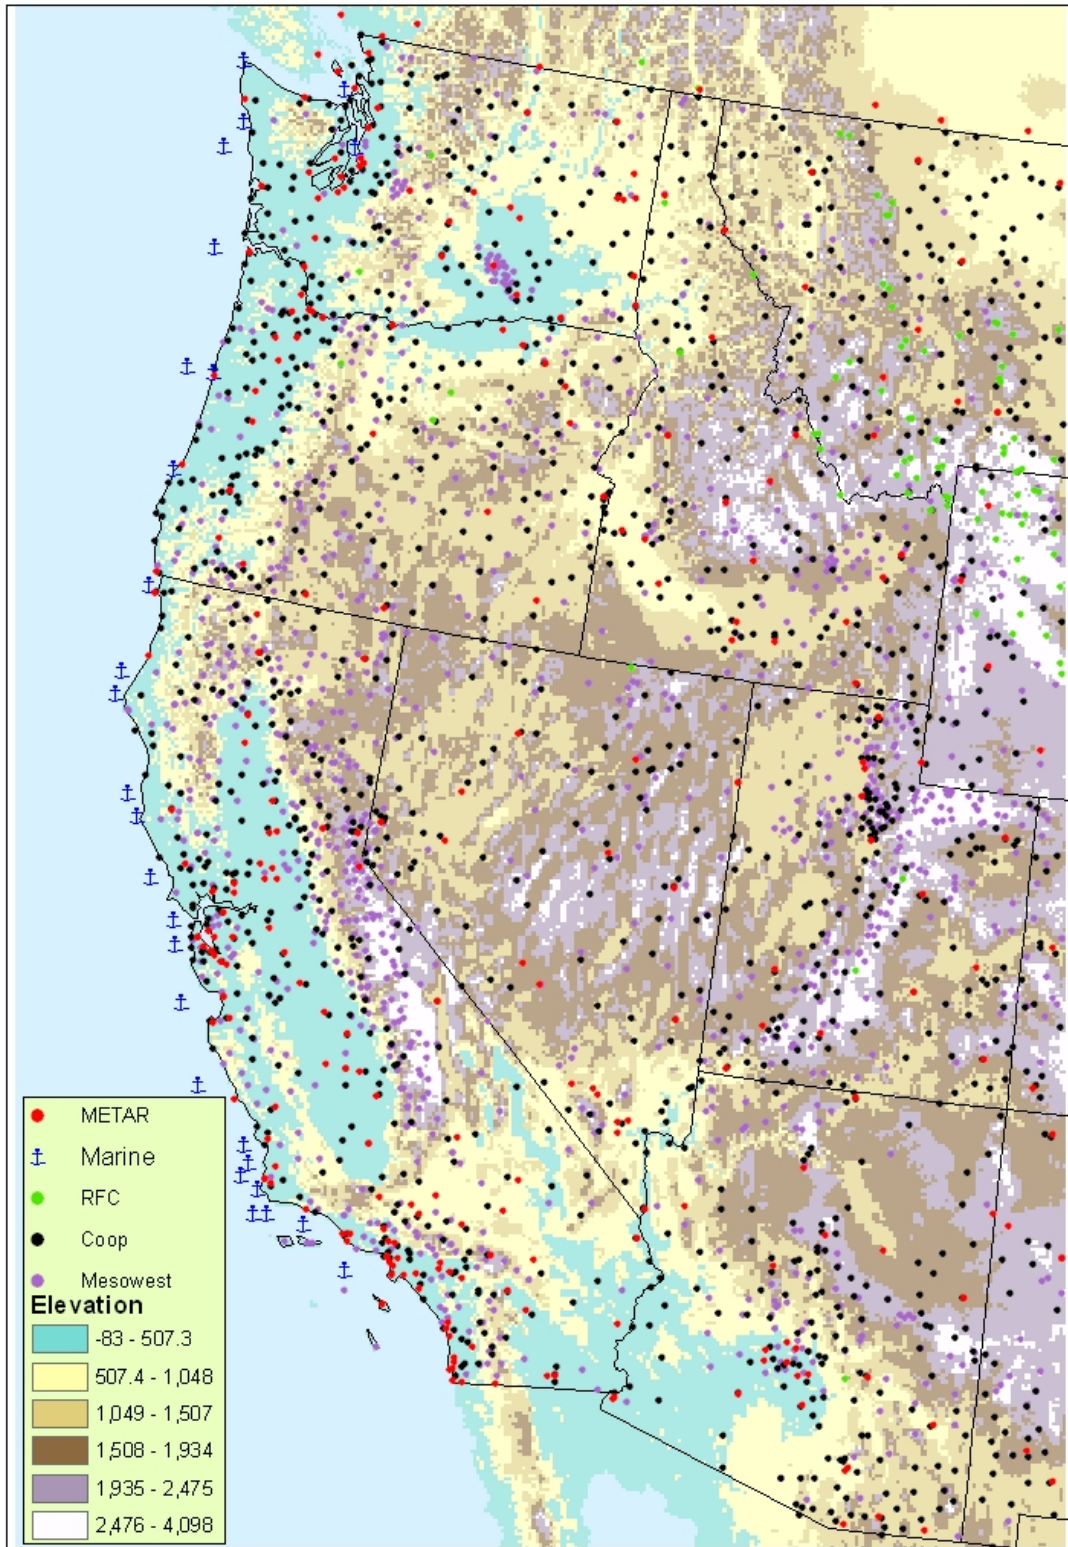 METAR
Marine
RFC
Coop
Mesowest
Elevation
-83 - 507.3
507.4 - 1,048
1,049 - 1,507
1,508 - 1,934
1,935 - 2,475
2,476 - 4,098